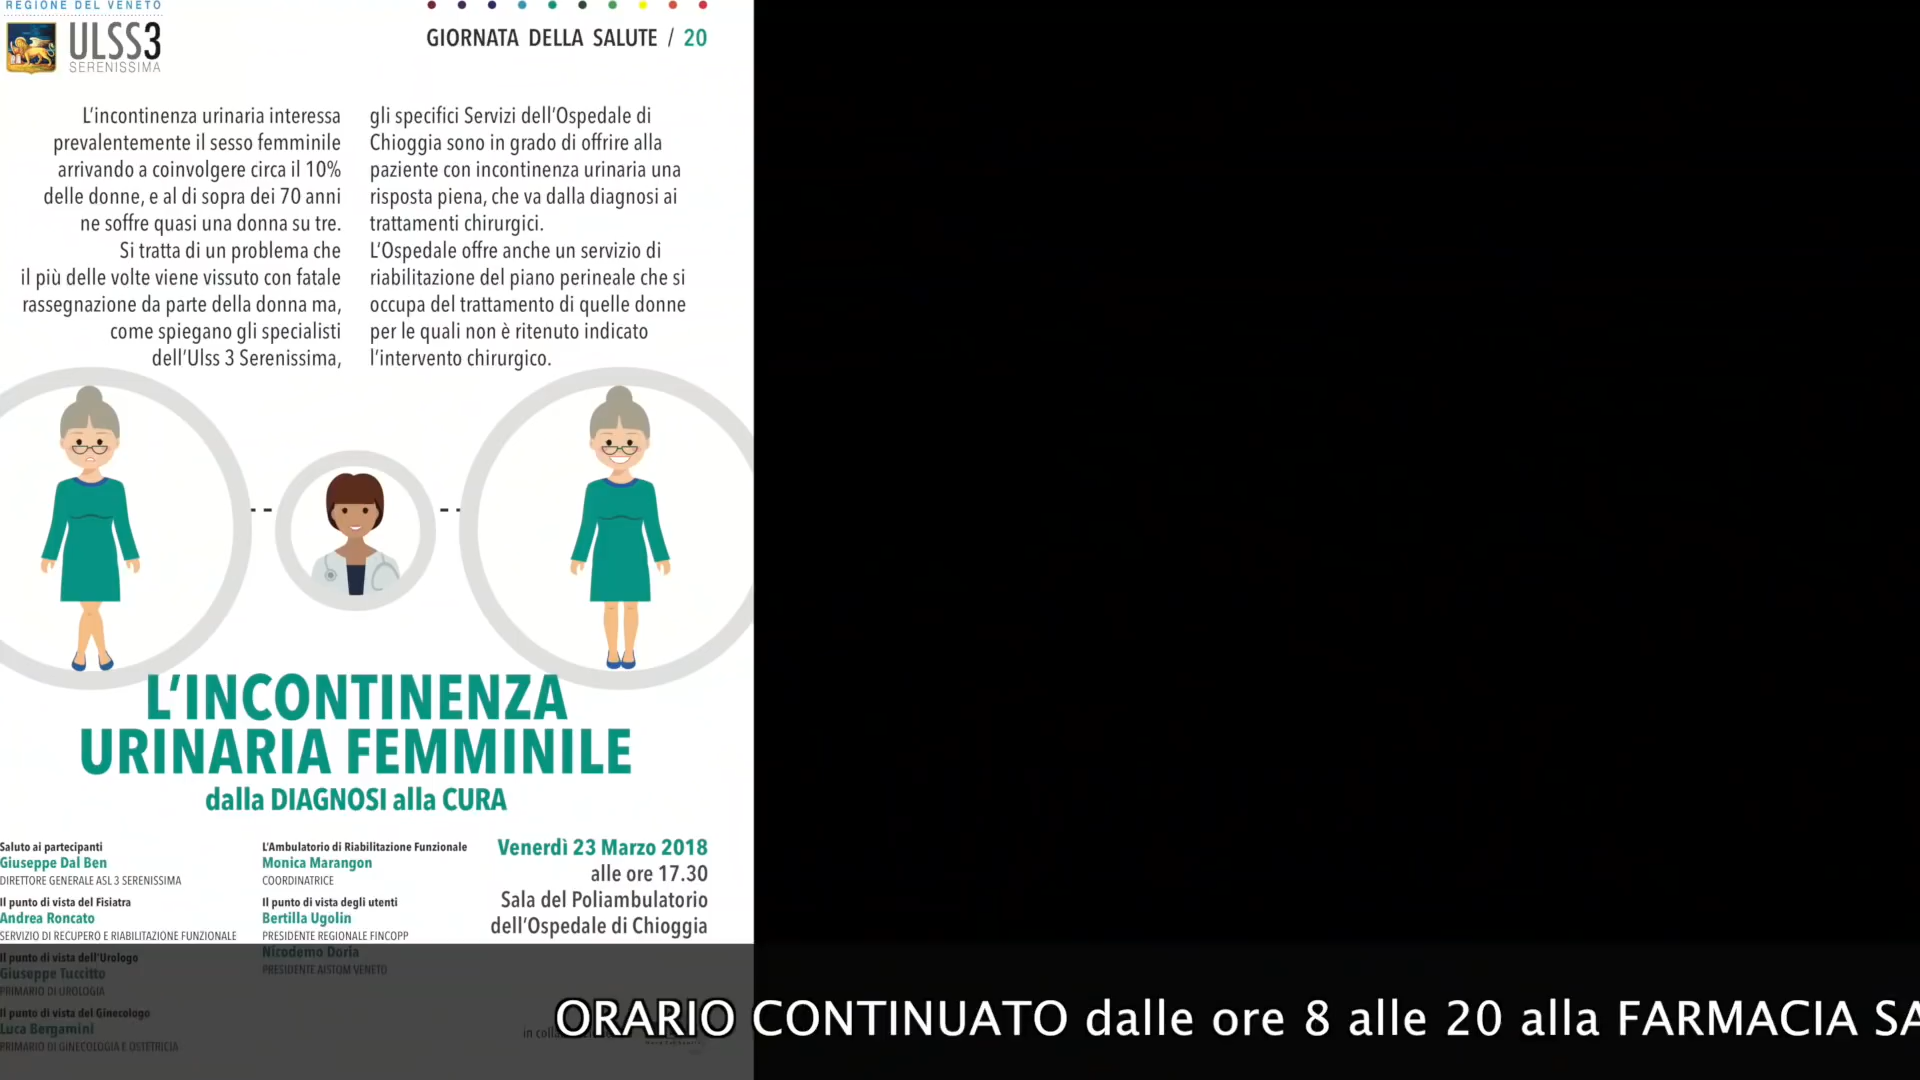 REGIONE DEL VENETO
ULSS3
SERENISSIMA
GIORNATA DELLA SALUTE / 20
L'incontinenza urinaria interessa
prevalentemente il sesso femminile
arrivando a coinvolgere circa il 10%
delle donne, e al di sopra dei 70 anni
ne soffre quasi una donna su tre.
Si tratta di un problema che
il più delle volte viene vissuto con fatale
rassegnazione da parte della donna ma,
come spiegano gli specialisti
dell'Ulss 3 Serenissima,
gli specifici Servizi dell'Ospedale di
Chioggia sono in grado di offrire alla
paziente con incontinenza urinaria una
risposta piena, che va dalla diagnosi ai
trattamenti chirurgici.
L'Ospedale offre anche un servizio di
riabilitazione del piano perineale che si
occupa del trattamento di quelle donne
per le quali non è ritenuto indicato
l'intervento chirurgico.
L'INCONTINENZA
URINARIA FEMMINILE
dalla DIAGNOSI alla CURA
Saluto ai partecipanti
Giuseppe Dal Ben
DIRETTORE GENERALE ASL 3 SERENISSIMA
Il punto di vista del Fisiatra
Andrea Roncato
SERVIZIO DI RECUPERO E RIABILITAZIONE FUNZIONALE
Il punto di vista dell'Urologo
Giuseppe Tuccitto
PRIMARIO DI UROLOGIA
Il punto di vista del Ginecologo
Luca Bergamini
PRIMARIO DI GINECOLOGIA E OSTETRICIA
L'Ambulatorio di Riabilitazione Funzionale
Monica Marangon
COORDINATRICE
Il punto di vista degli utenti
Bertilla Ugolin
PRESIDENTE REGIONALE FINCOPP
Nicodemo Doria
PRESIDENTE AISTOM VENETO
Venerdì 23 Marzo 2018
alle ore 17.30
Sala del Poliambulatorio
dell'Ospedale di Chioggia
in
ORARIO CONTINUATO dalle ore 8 alle 20 alla FARMACIA SA